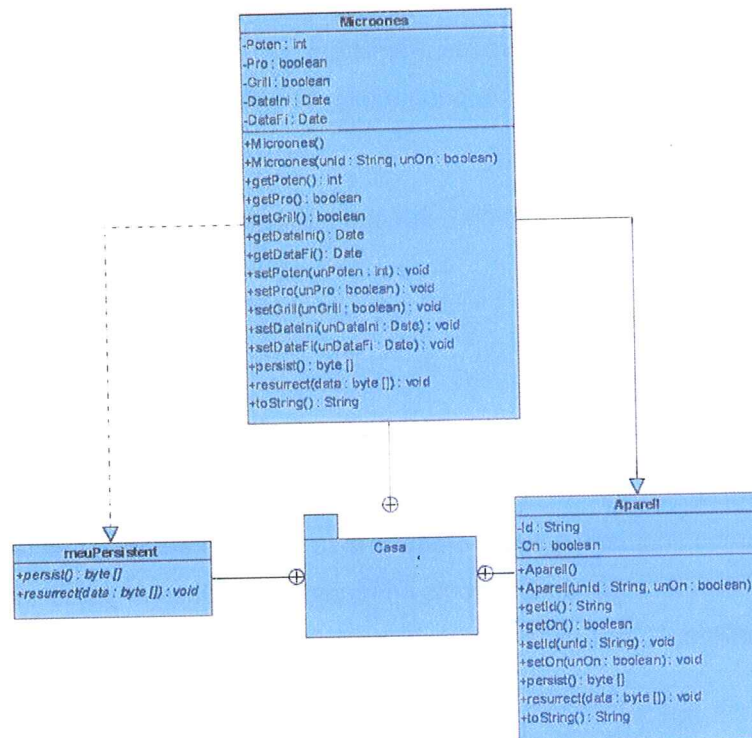 Microones
-Poten : int
-Pro : boolean
-Grill : boolean
-DataIni : Date
-DataFi : Date
+Microones()
+Microones(unId : String, unOn : boolean)
+getPoten() : int
+getPro() : boolean
+getGrill() : boolean
+getDataIni() : Date
+getDataFi() : Date
+setPoten(unPoten : int) : void
+setPro(unPro : boolean) : void
+setGrill(unGrill : boolean) : void
+setDataIni(unDataIni : Date) : void
+setDataFi(unDataFi : Date) : void
+persist() : byte []
+resurrect(data : byte []) : void
+toString() : String
meuPersistent
+persist() : byte []
+resurrect(data : byte []) : void
Casa
Aparell
-Id : String
-On : boolean
+Aparell()
+Aparell(unId : String, unOn : boolean)
+getId() : String
+getOn() : boolean
+setId(unId : String) : void
+setOn(unOn : boolean) : void
+persist() : byte []
+resurrect(data : byte []) : void
+toString() : String